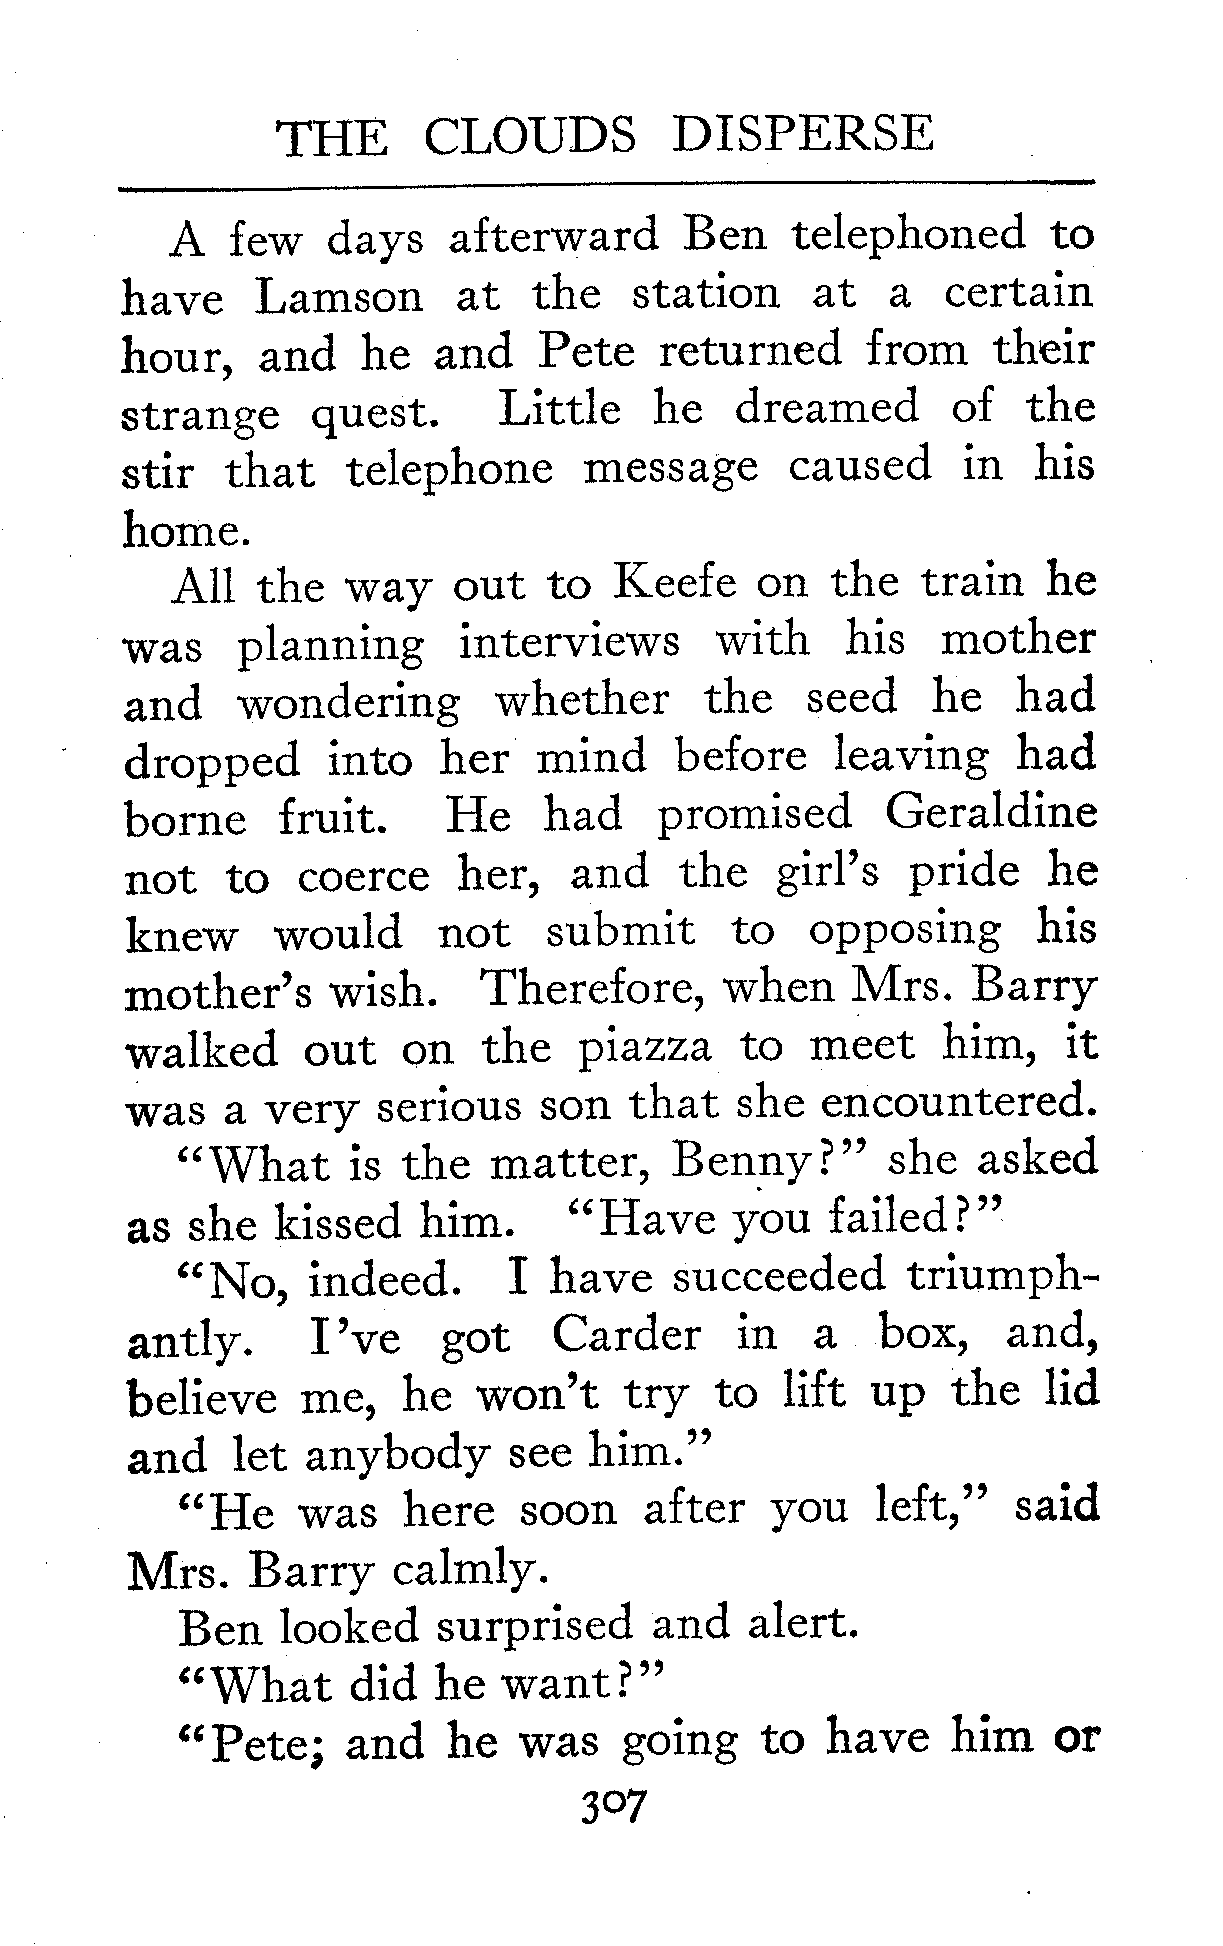 THE CLOUDS DISPERSE
A few days afterward Ben telephoned to
have Lamson at the station at a certain
hour, and he and Pete returned from their
strange quest. Little he dreamed of the
stir that telephone message caused in his
home.
All the way out to Keefe on the train he
was planning interviews with his mother
and wondering whether the seed he had
dropped into her mind before leaving had
borne fruit. He had promised Geraldine
not to coerce her, and the girl's pride he
knew would not submit to opposing his
mother's wish. Therefore, when Mrs. Barry
walked out on the piazza to meet him, it
was a very serious son that she encountered.
“What is the matter, Benny?” she asked
as she kissed him. “Have you failed?”
“No, indeed. I have succeeded triumph-
antly. I've got Carder in a box, and,
believe me, he won't try to lift up the lid
and let anybody see him.”
“He was here soon after you left,” said
Mrs. Barry calmly.
Ben looked surprised and alert.
“What did he want?”
“Pete; and he was going to have him or
307